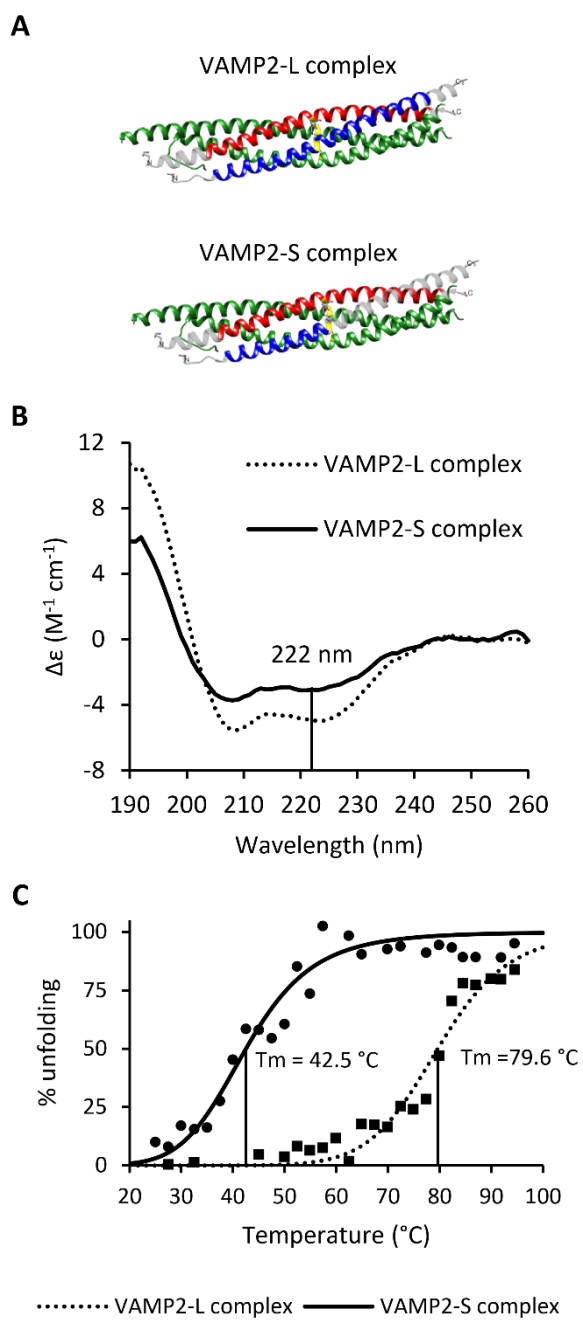 A
VAMP2-L complex
VAMP2-S complex
B
VAMP2-L complex
VAMP2-S complex
12
8
4
0
-4
-8
Δε (M⁻¹ cm⁻¹)
222 nm
190 200 210 220 230 240 250 260
Wavelength (nm)
C
100
75
50
25
0
% unfolding
Tm = 42.5 °C
Tm =79.6 °C
20 30 40 50 60 70 80 90 100
Temperature (°C)
VAMP2-L complex VAMP2-S complex